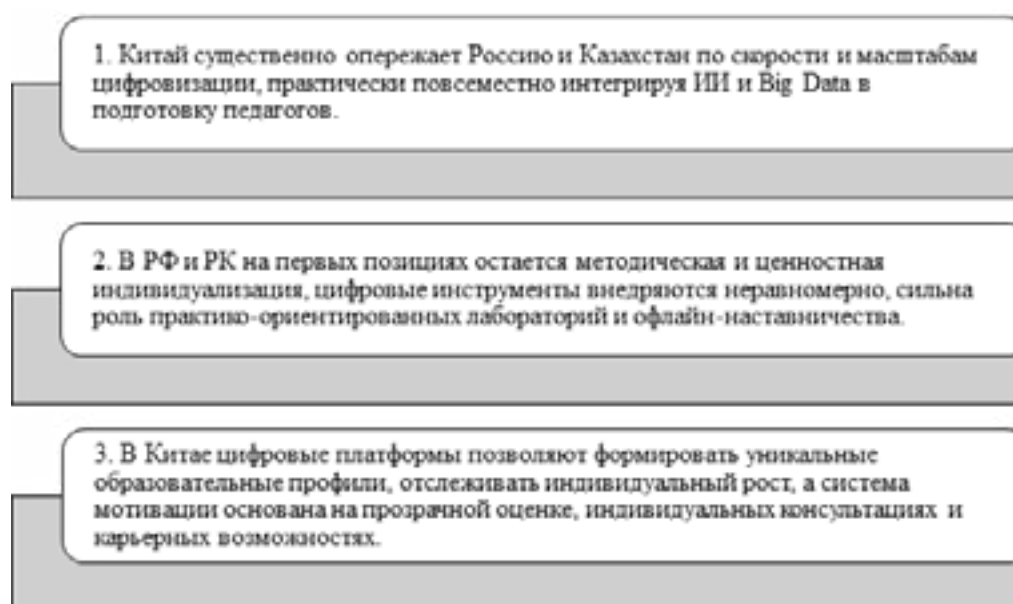 1. Китай существенно опережает Россию и Казахстан по скорости и масштабам
цифровизации, практически повсеместно интегрируя ИИ и Big Data в
подготовку педагогов.
2. В РФ и РК на первых позициях остается методическая и ценностная
индивидуализация, цифровые инструменты внедряются неравномерно, сильна
роль практико-ориентированных лабораторий и офлайн-наставничества.
3. В Китае цифровые платформы позволяют формировать уникальные
образовательные профили, отслеживать индивидуальный рост, а система
мотивации основана на прозрачной оценке, индивидуальных консультациях и
карьерных возможностях.